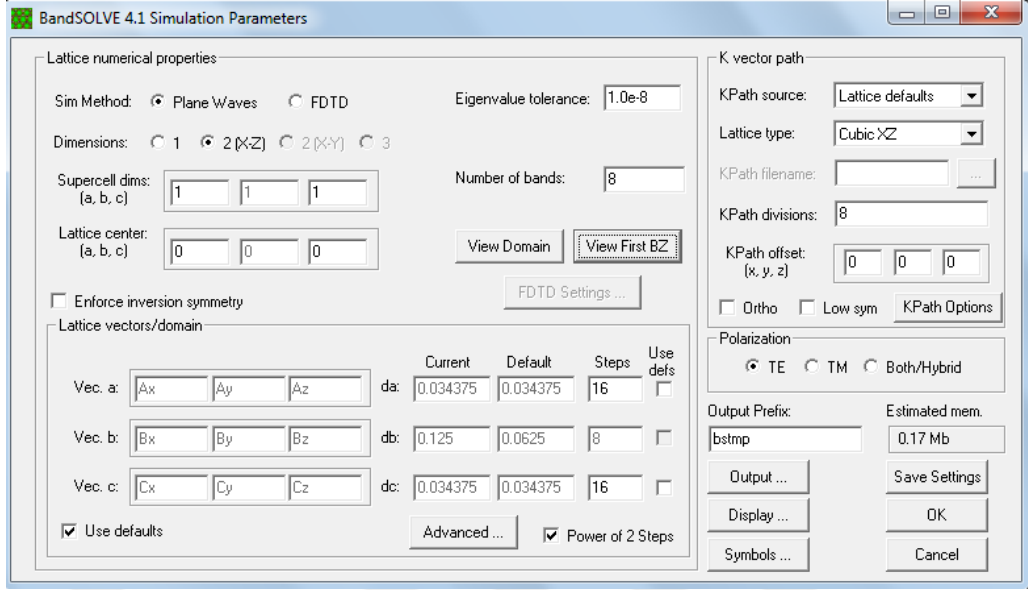 BandSOLVE 4.1 Simulation Parameters
Lattice numerical properties
Sim Method: Plane Waves FDTD
Eigenvalue tolerance: 1.0e-8
Dimensions: 1 2 (X-Z) 2 (X-Y) 3
Supercell dims:
(a, b, c)
1 1 1
Number of bands: 8
Lattice center:
(a, b, c)
0 0 0
View Domain View First BZ
FDTD Settings ...
Enforce inversion symmetry
Lattice vectors/domain
Current Default Steps Use
defs
Vec. a: Ax Ay Az da: 0.034375 0.034375 16
Vec. b: Bx By Bz db: 0.125 0.0625 8
Vec. c: Cx Cy Cz dc: 0.034375 0.034375 16
Use defaults Advanced ... Power of 2 Steps
K vector path
KPath source: Lattice defaults
Lattice type: Cubic XZ
KPath filename: ...
KPath divisions: 8
KPath offset:
(x, y, z)
0 0 0
Ortho Low sym KPath Options
Polarization
TE TM Both/Hybrid
Output Prefix: Estimated mem.
bstmp 0.17 Mb
Output ... Save Settings
Display ... OK
Symbols ... Cancel